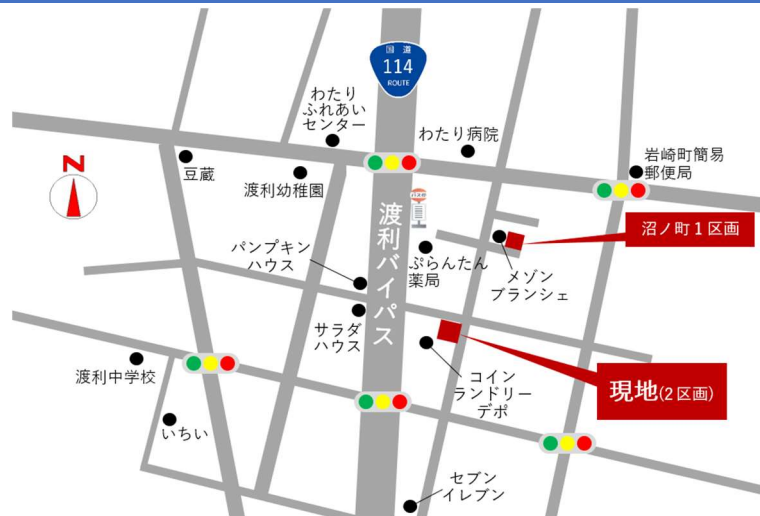 国道
114
ROUTE
わたり
ふれあい
センター
わたり病院
岩崎町簡易
郵便局
豆蔵
渡利幼稚園
N
沼ノ町1区画
渡利バイパス
パンプキン
ハウス
ぷらんたん
薬局
メゾン
ブランシェ
サラダ
ハウス
渡利中学校
コイン
ランドリー
デポ
現地(2区画)
いちい
セブン
イレブン